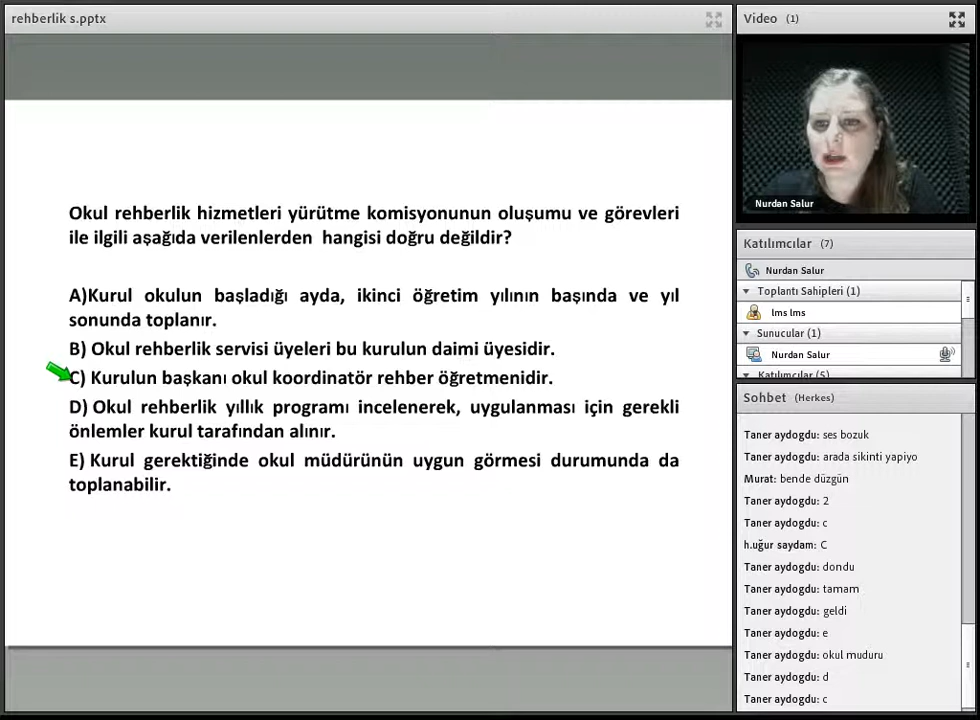 rehberlik s.pptx
Okul rehberlik hizmetleri yürütme komisyonunun oluşumu ve görevleri
ile ilgili aşağıda verilenlerden hangisi doğru değildir?
A)Kurul okulun başladığı ayda, ikinci öğretim yılının başında ve yıl
sonunda toplanır.
B) Okul rehberlik servisi üyeleri bu kurulun daimi üyesidir.
C) Kurulun başkanı okul koordinatör rehber öğretmenidir.
D) Okul rehberlik yıllık programı incelenerek, uygulanması için gerekli
önlemler kurul tarafından alınır.
E) Kurul gerektiğinde okul müdürünün uygun görmesi durumunda da
toplanabilir.
Video (1)
Nurdan Salur
Katılımcılar (7)
Nurdan Salur
Toplantı Sahipleri (1)
lms lms
Sunucular (1)
Nurdan Salur
Katılımcılar (5)
Sohbet (Herkes)
Taner aydogdu: ses bozuk
Taner aydogdu: arada sikinti yapiyo
Murat: bende düzgün
Taner aydogdu: 2
Taner aydogdu: c
h.uğur saydam: C
Taner aydogdu: dondu
Taner aydogdu: tamam
Taner aydogdu: geldi
Taner aydogdu: e
Taner aydogdu: okul muduru
Taner aydogdu: d
Taner aydogdu: c